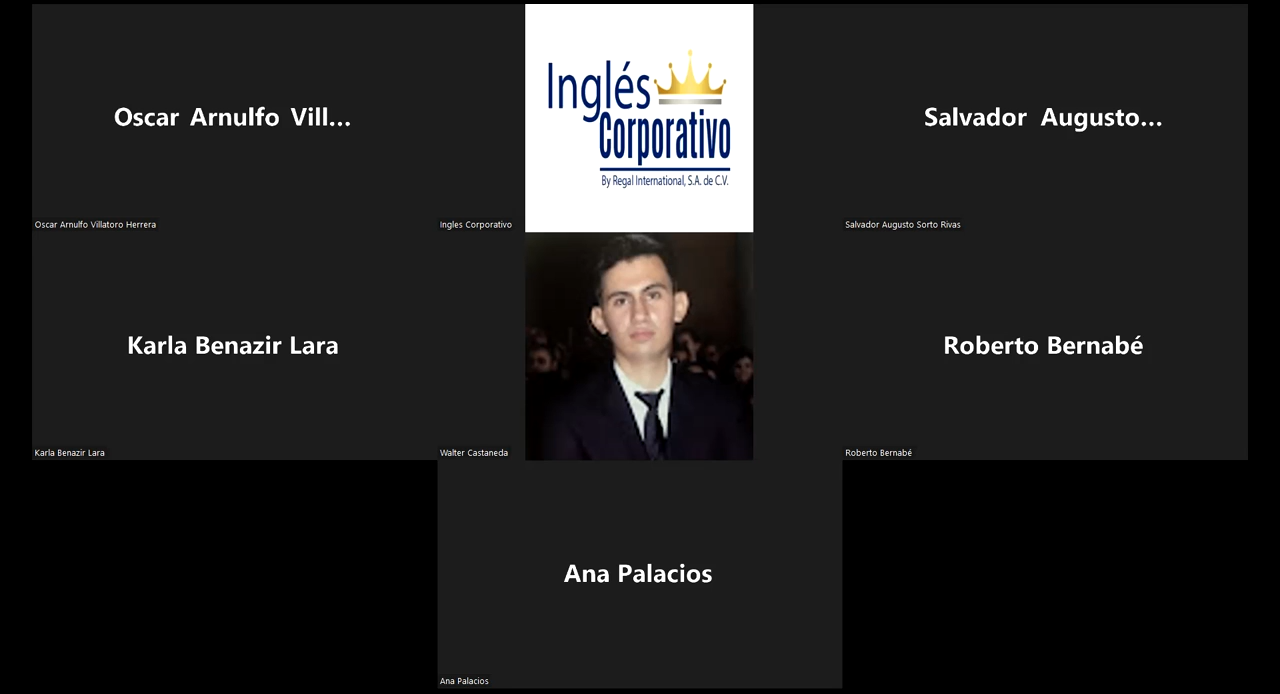 Oscar Arnulfo Vill...
Oscar Arnulfo Villatoro Herrera
Inglés
Corporativo
By Regal International, S.A. de C.V.
Ingles Corporativo
Salvador Augusto...
Salvador Augusto Sorto Rivas
Karla Benazir Lara
Karla Benazir Lara
Walter Castaneda
Roberto Bernabé
Roberto Bernabé
Ana Palacios
Ana Palacios